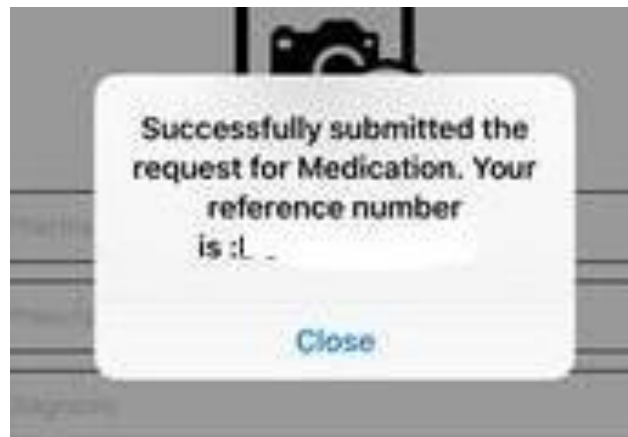 Successfully submitted the
request for Medication. Your
reference number
is :
Close